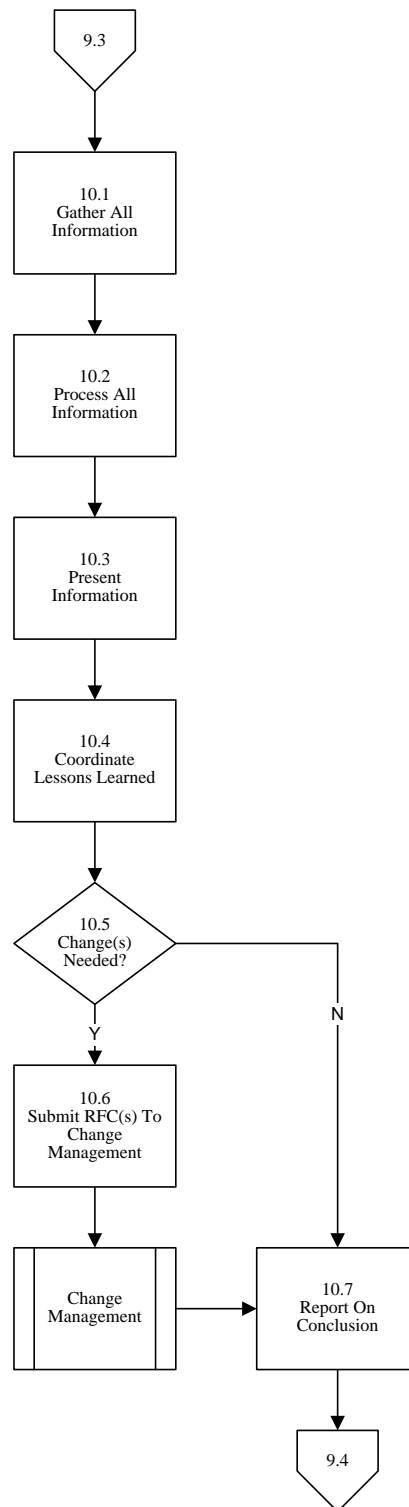 9.3
10.1
Gather All
Information
10.2
Process All
Information
10.3
Present
Information
10.4
Coordinate
Lessons Learned
10.5
Change(s)
Needed?
N
Y
10.6
Submit RFC(s) To
Change
Management
Change
Management
10.7
Report On
Conclusion
9.4